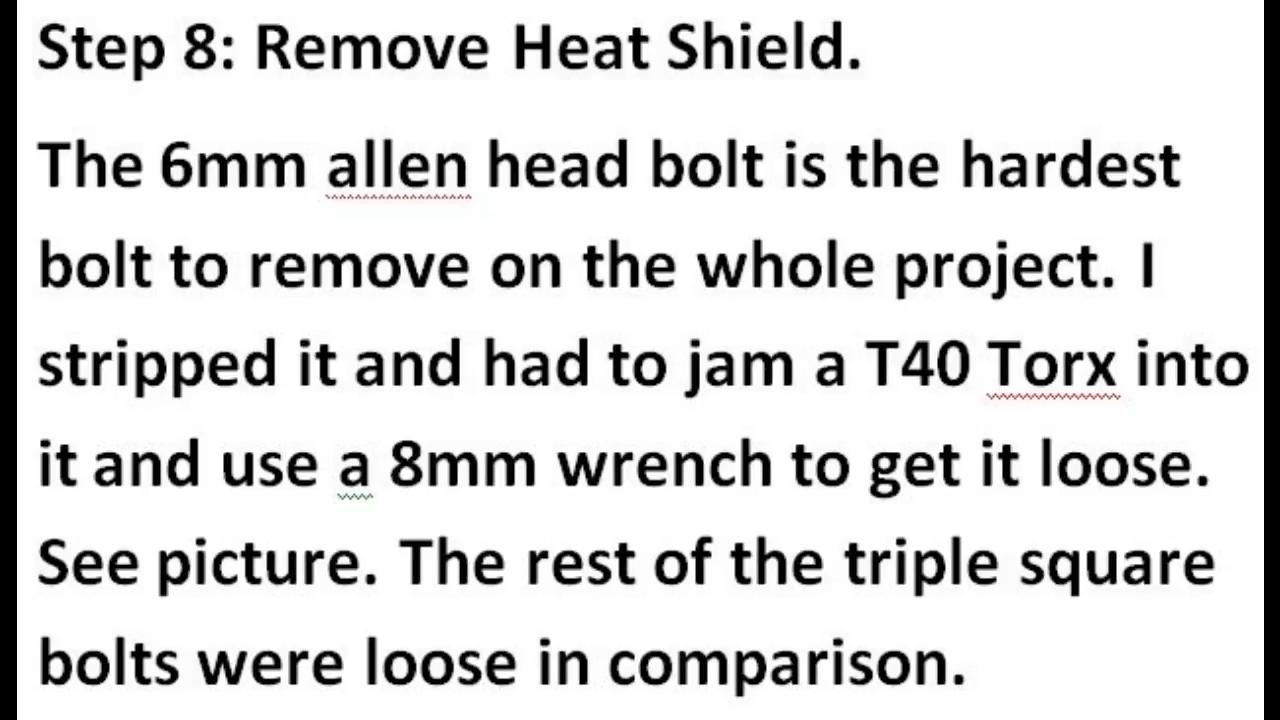 Step 8: Remove Heat Shield.
The 6mm allen head bolt is the hardest
bolt to remove on the whole project. I
stripped it and had to jam a T40 Torx into
it and use a 8mm wrench to get it loose.
See picture. The rest of the triple square
bolts were loose in comparison.